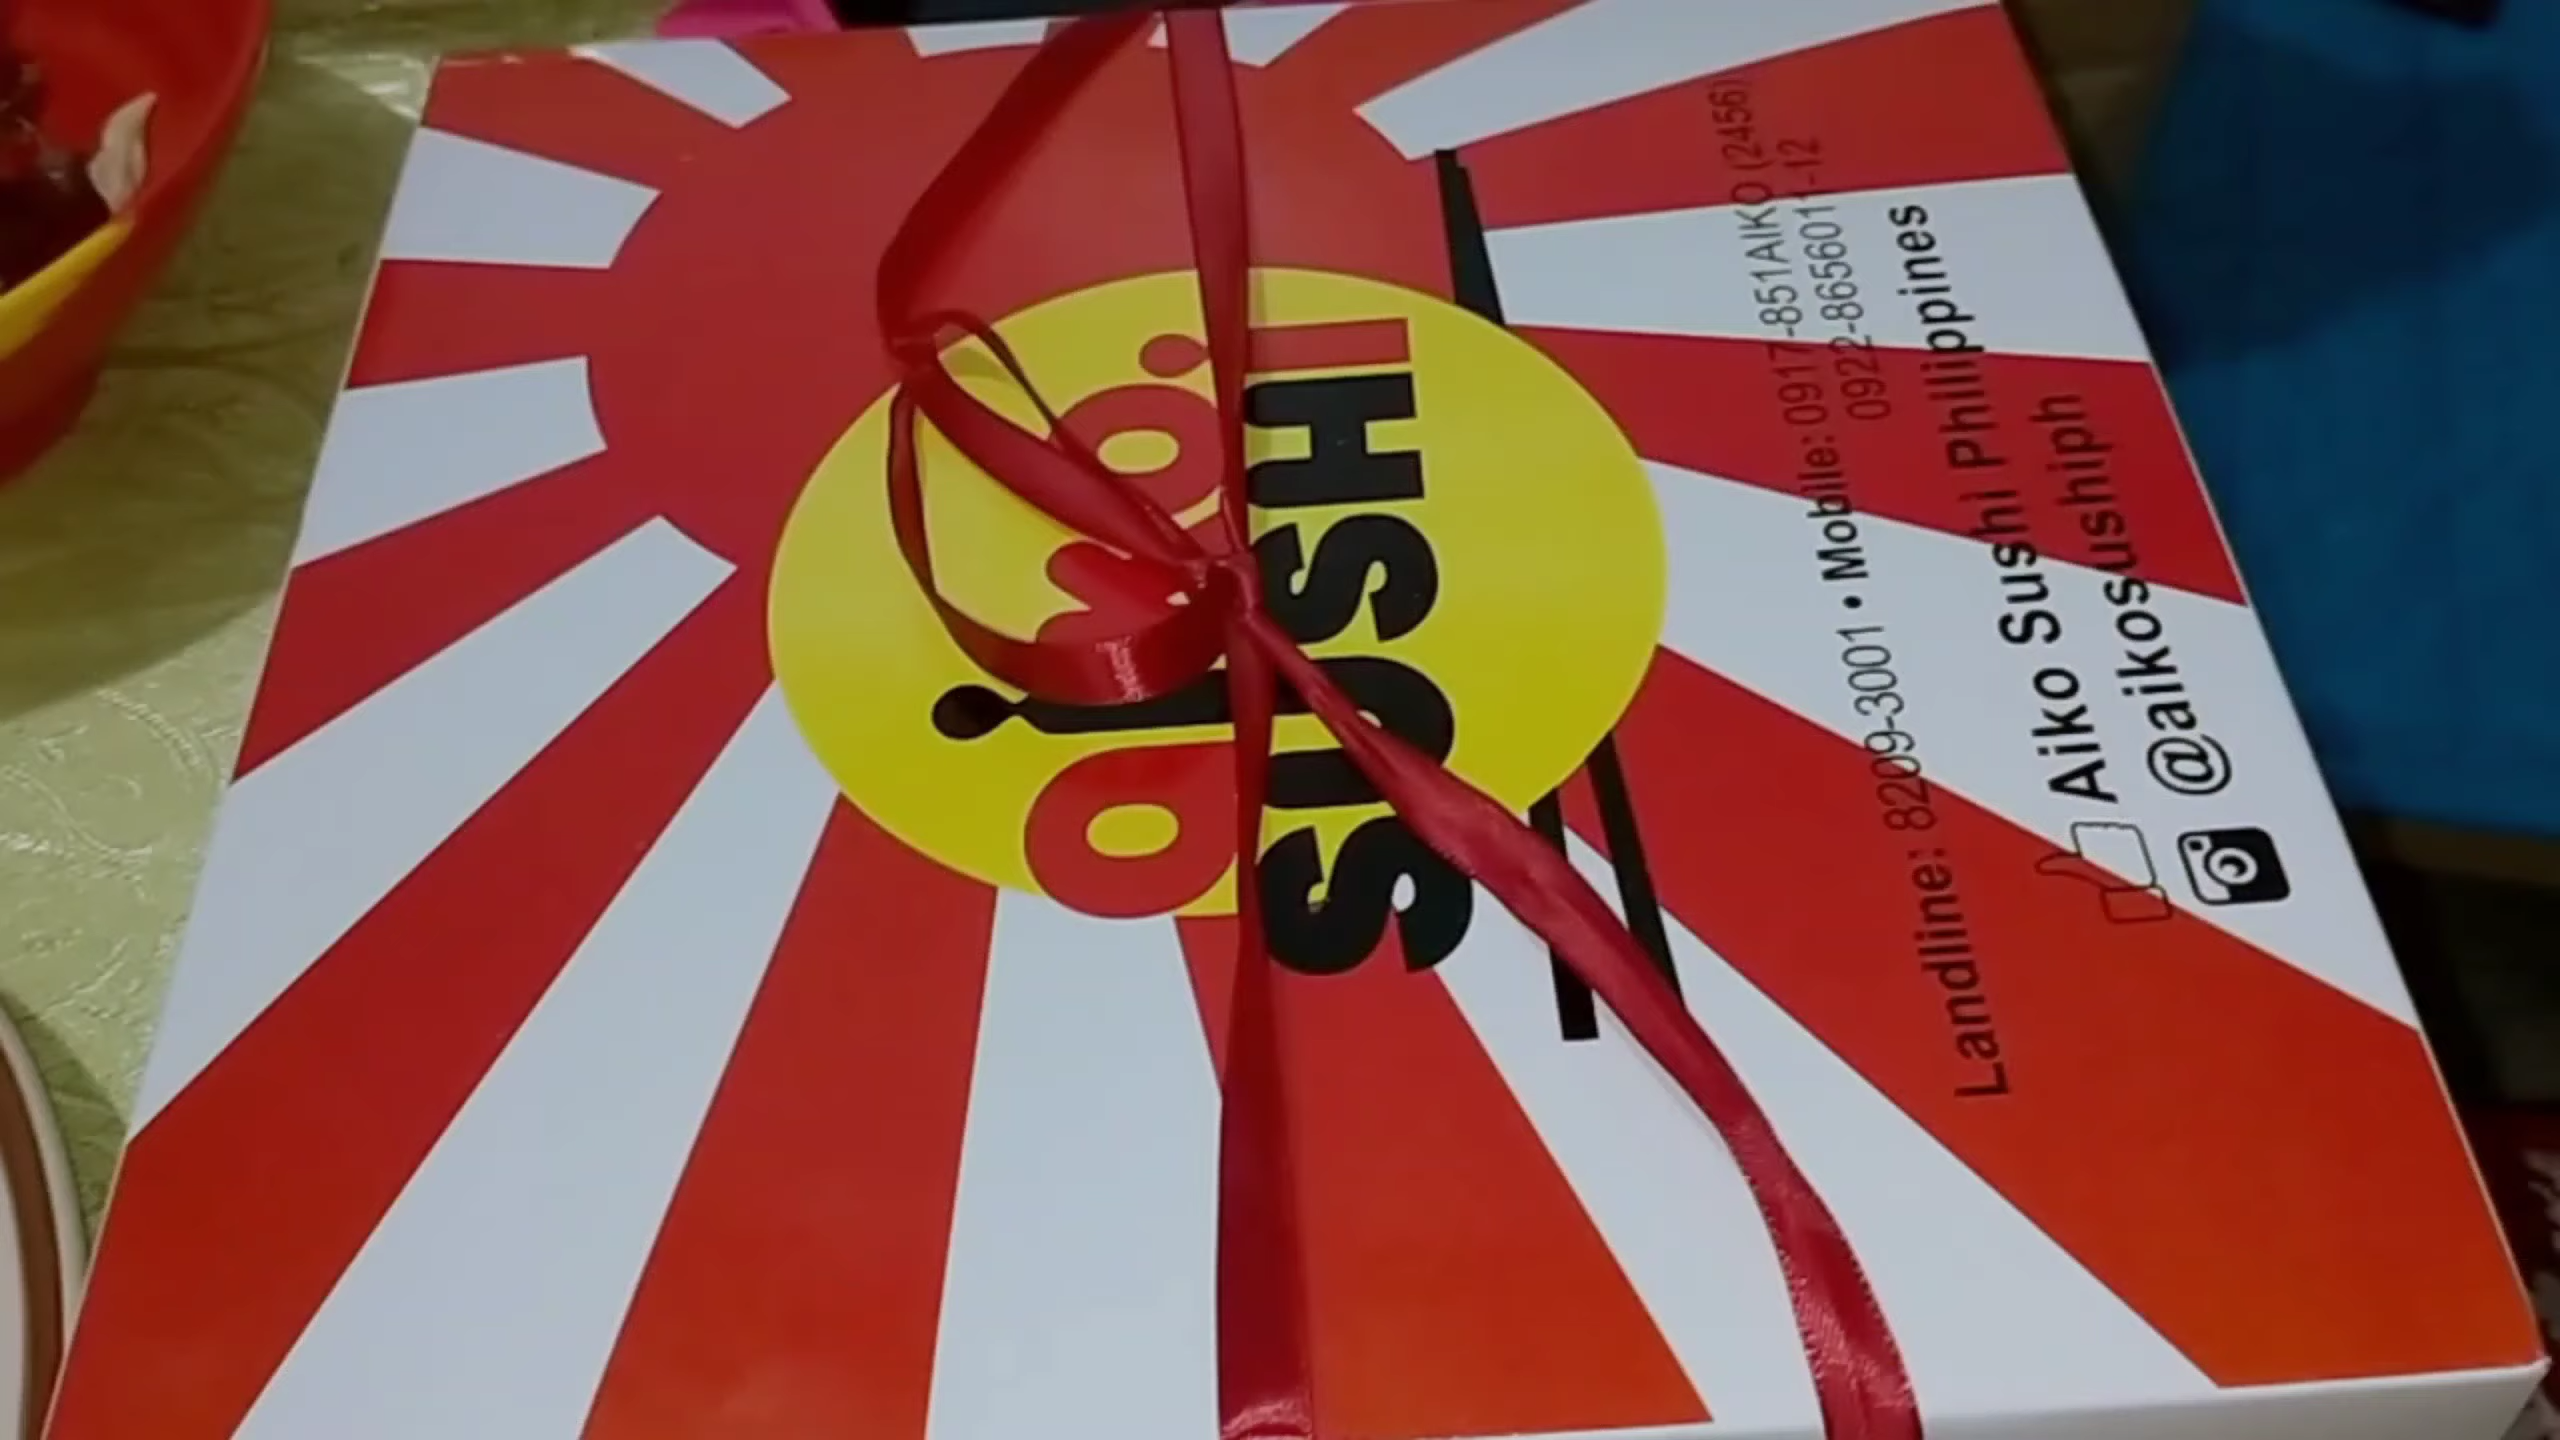 aiko.
SUSHI
Landline: 8209-3001 • Mobile: 0917-851AIKO (2456)
0922-8656011-12
Aiko Sushi Philippines
@aikosushiph